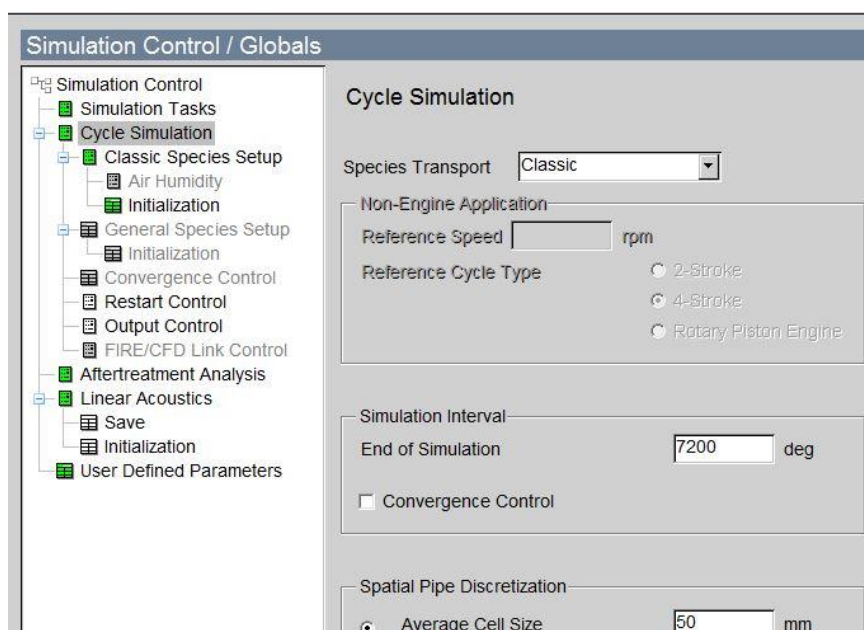 Simulation Control / Globals
Simulation Control
Simulation Tasks
Cycle Simulation
Classic Species Setup
Air Humidity
Initialization
General Species Setup
Initialization
Convergence Control
Restart Control
Output Control
FIRE/CFD Link Control
Aftertreatment Analysis
Linear Acoustics
Save
Initialization
User Defined Parameters
Cycle Simulation
Species Transport Classic
Non-Engine Application
Reference Speed rpm
Reference Cycle Type 2-Stroke
4-Stroke
Rotary Piston Engine
Simulation Interval
End of Simulation 7200 deg
Convergence Control
Spatial Pipe Discretization
Average Cell Size 50 mm